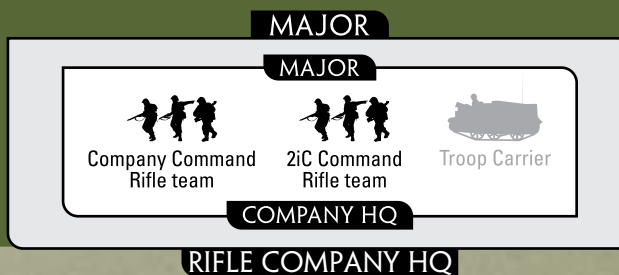 MAJOR
MAJOR
Company Command
Rifle team
2iC Command
Rifle team
Troop Carrier
COMPANY HQ
RIFLE COMPANY HQ